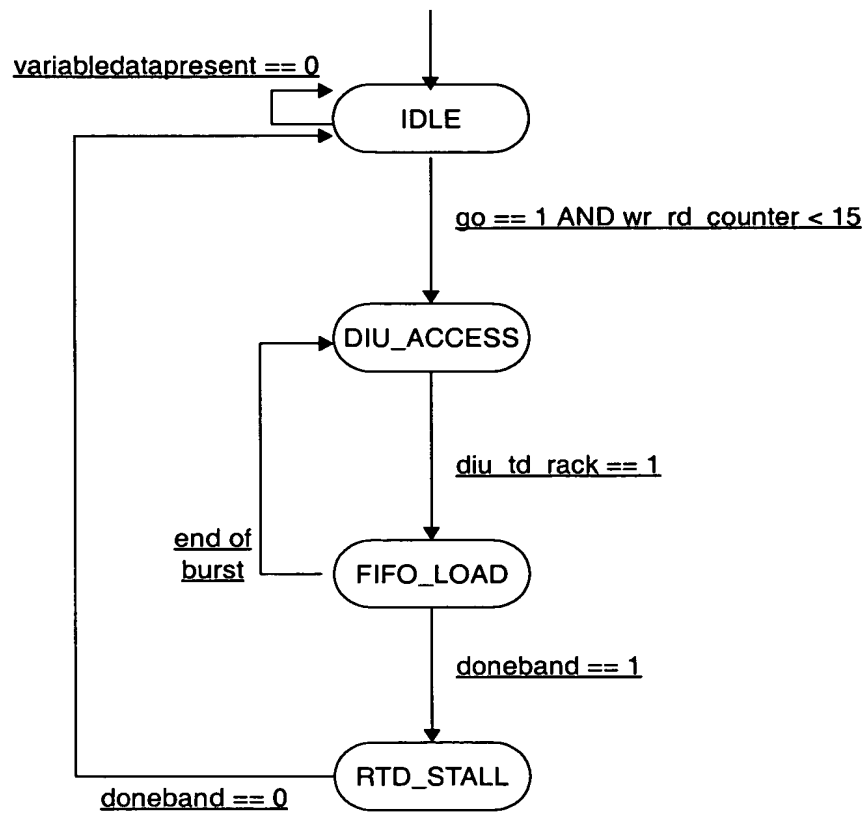 variabledatapresent == 0
IDLE
go == 1 AND wr_rd_counter < 15
DIU_ACCESS
diu_td_rack == 1
end of
burst
FIFO_LOAD
doneband == 1
RTD_STALL
doneband == 0